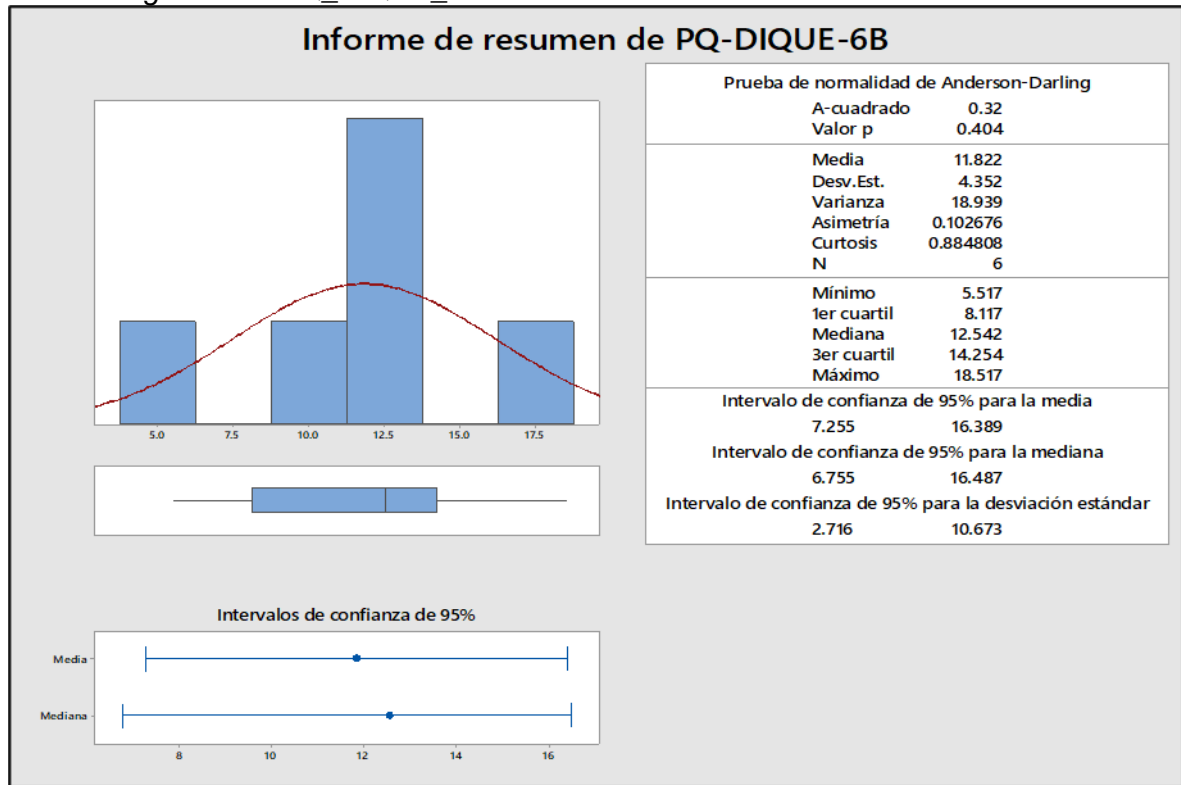 Informe de resumen de PQ-DIQUE-6B
Prueba de normalidad de Anderson-Darling
A-cuadrado 0.32
Valor p 0.404
Media 11.822
Desv.Est. 4.352
Varianza 18.939
Asimetría 0.102676
Curtosis 0.884808
N 6
Mínimo 5.517
1er cuartil 8.117
Mediana 12.542
3er cuartil 14.254
Máximo 18.517
Intervalo de confianza de 95% para la media
7.255 16.389
Intervalo de confianza de 95% para la mediana
6.755 16.487
Intervalo de confianza de 95% para la desviación estándar
2.716 10.673
5.0 7.5 10.0 12.5 15.0 17.5
Intervalos de confianza de 95%
Media
Mediana
8 10 12 14 16